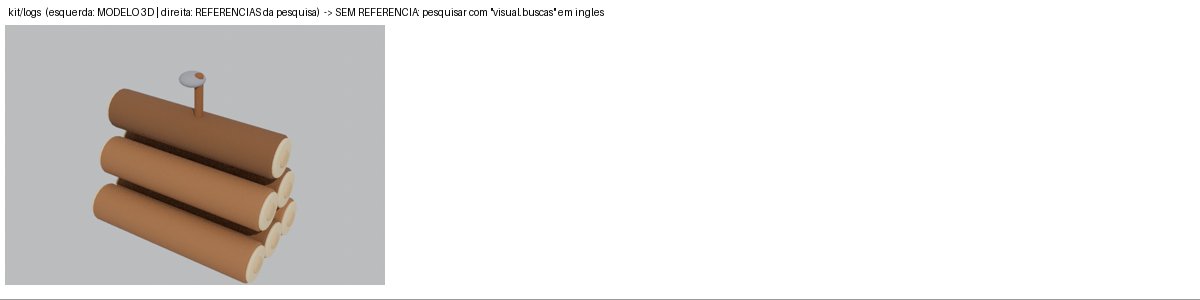 kit/logs (esquerda: MODELO 3D | direita: REFERENCIAS da pesquisa) -> SEM REFERENCIA: pesquisar com "visual.buscas" em ingles